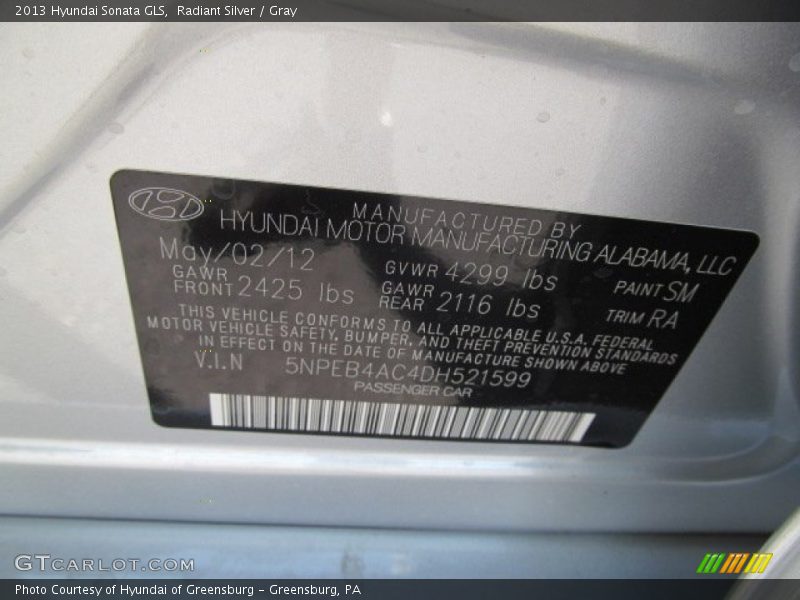 2013 Hyundai Sonata GLS, Radiant Silver / Gray
MANUFACTURED BY
HYUNDAI MOTOR MANUFACTURING ALABAMA, LLC
May/02/12 GVWR 4299 lbs PAINT SM
GAWR FRONT 2425 lbs GAWR REAR 2116 lbs TRIM RA
THIS VEHICLE CONFORMS TO ALL APPLICABLE U.S.A. FEDERAL
MOTOR VEHICLE SAFETY, BUMPER, AND THEFT PREVENTION STANDARDS
IN EFFECT ON THE DATE OF MANUFACTURE SHOWN ABOVE
V.I.N 5NPEB4AC4DH521599
PASSENGER CAR
GTCARLOT.COM
Photo Courtesy of Hyundai of Greensburg - Greensburg, PA